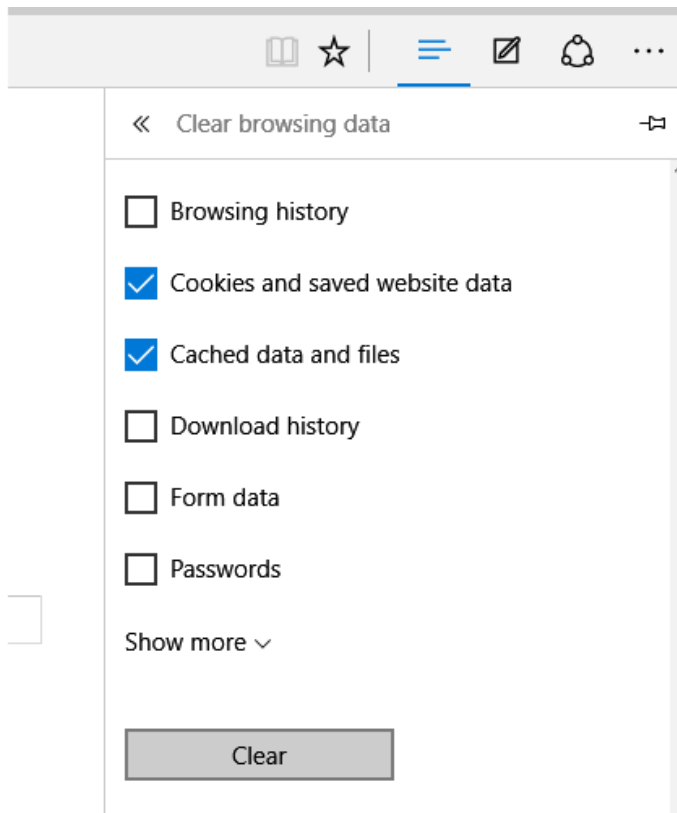 Clear browsing data
Browsing history
Cookies and saved website data
Cached data and files
Download history
Form data
Passwords
Show more
Clear